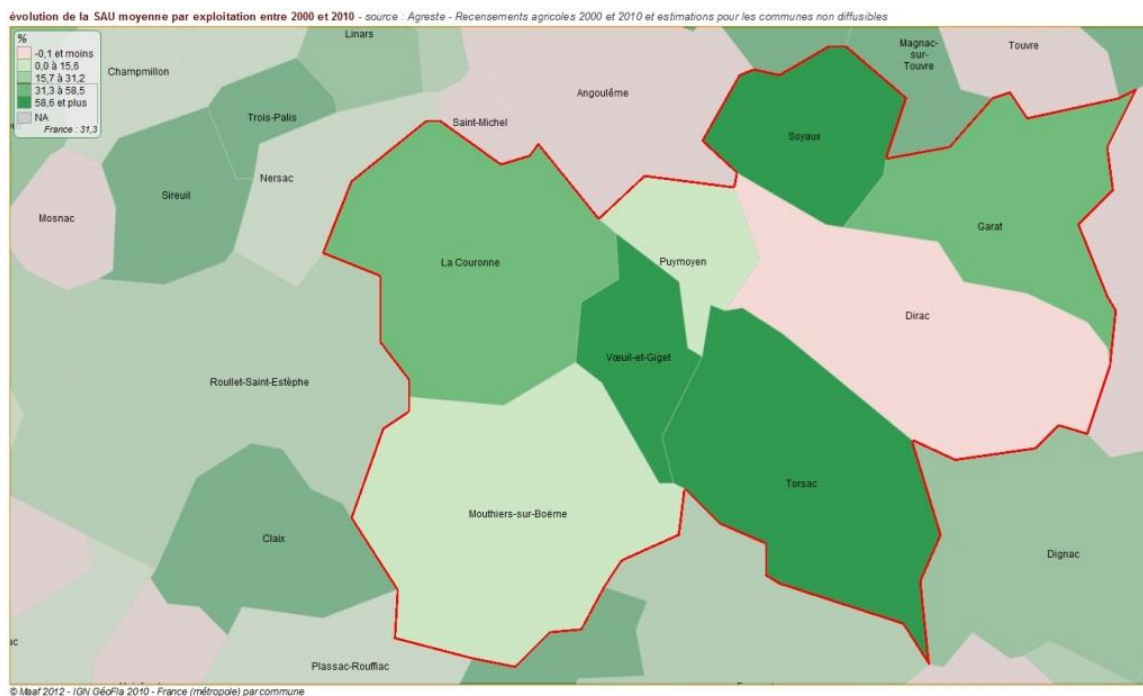 évolution de la SAU moyenne par exploitation entre 2000 et 2010 - source : Agreste - Recensements agricoles 2000 et 2010 et estimations pour les communes non diffusibles
%
-0,1 et moins
0,0 à 15,6
15,7 à 31,2
31,3 à 58,5
58,6 et plus
NA
France : 31,3
Linars
Champmillon
Magnac-
sur-
Touvre
Touvre
Angoulême
Trois-Palis
Saint-Michel
Soyaux
Sireuil
Nersac
Mosnac
Garat
La Couronne
Puymoyen
Dirac
Vœuil-et-Giget
Roullet-Saint-Estèphe
Torsac
Mouthiers-sur-Boëme
Claix
Dignac
Plassac-Rouffiac
© Maaf 2012 - IGN GéoFla 2010 - France (métropole) par commune